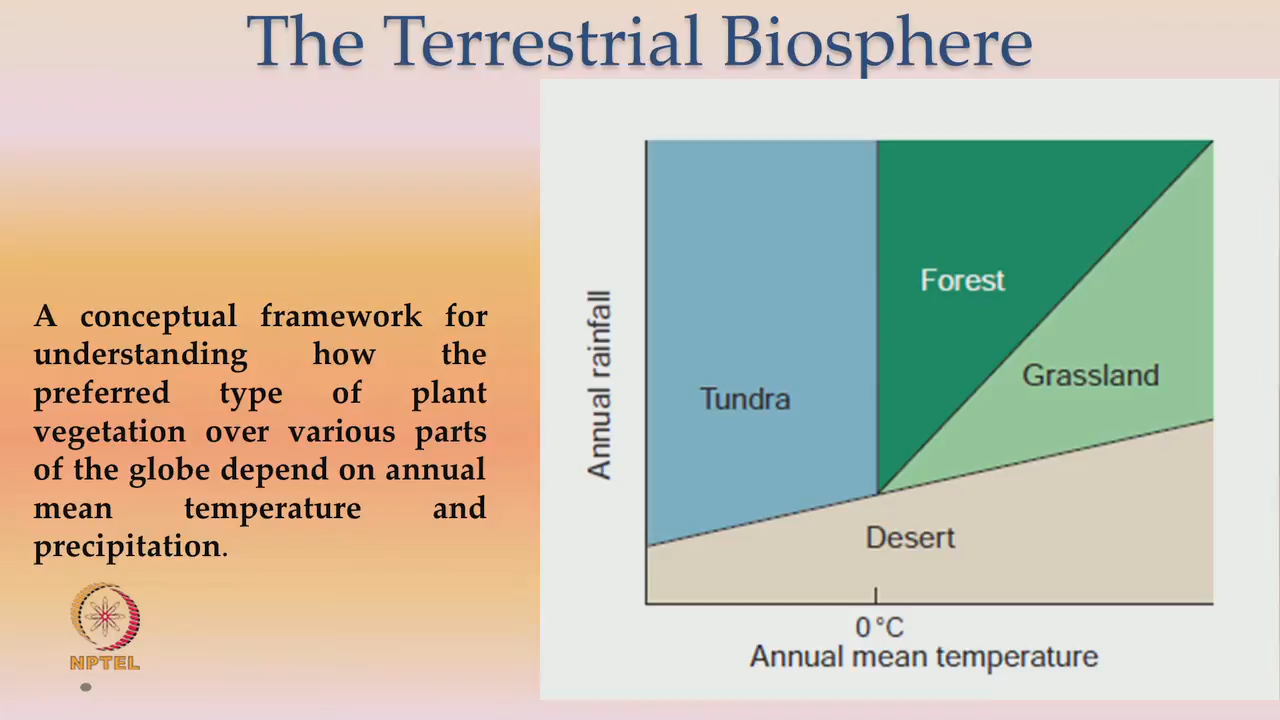 The Terrestrial Biosphere
A conceptual framework for
understanding how the
preferred type of plant
vegetation over various parts
of the globe depend on annual
mean temperature and
precipitation.
NPTEL
Annual rainfall
Tundra
Forest
Grassland
Desert
0 °C
Annual mean temperature